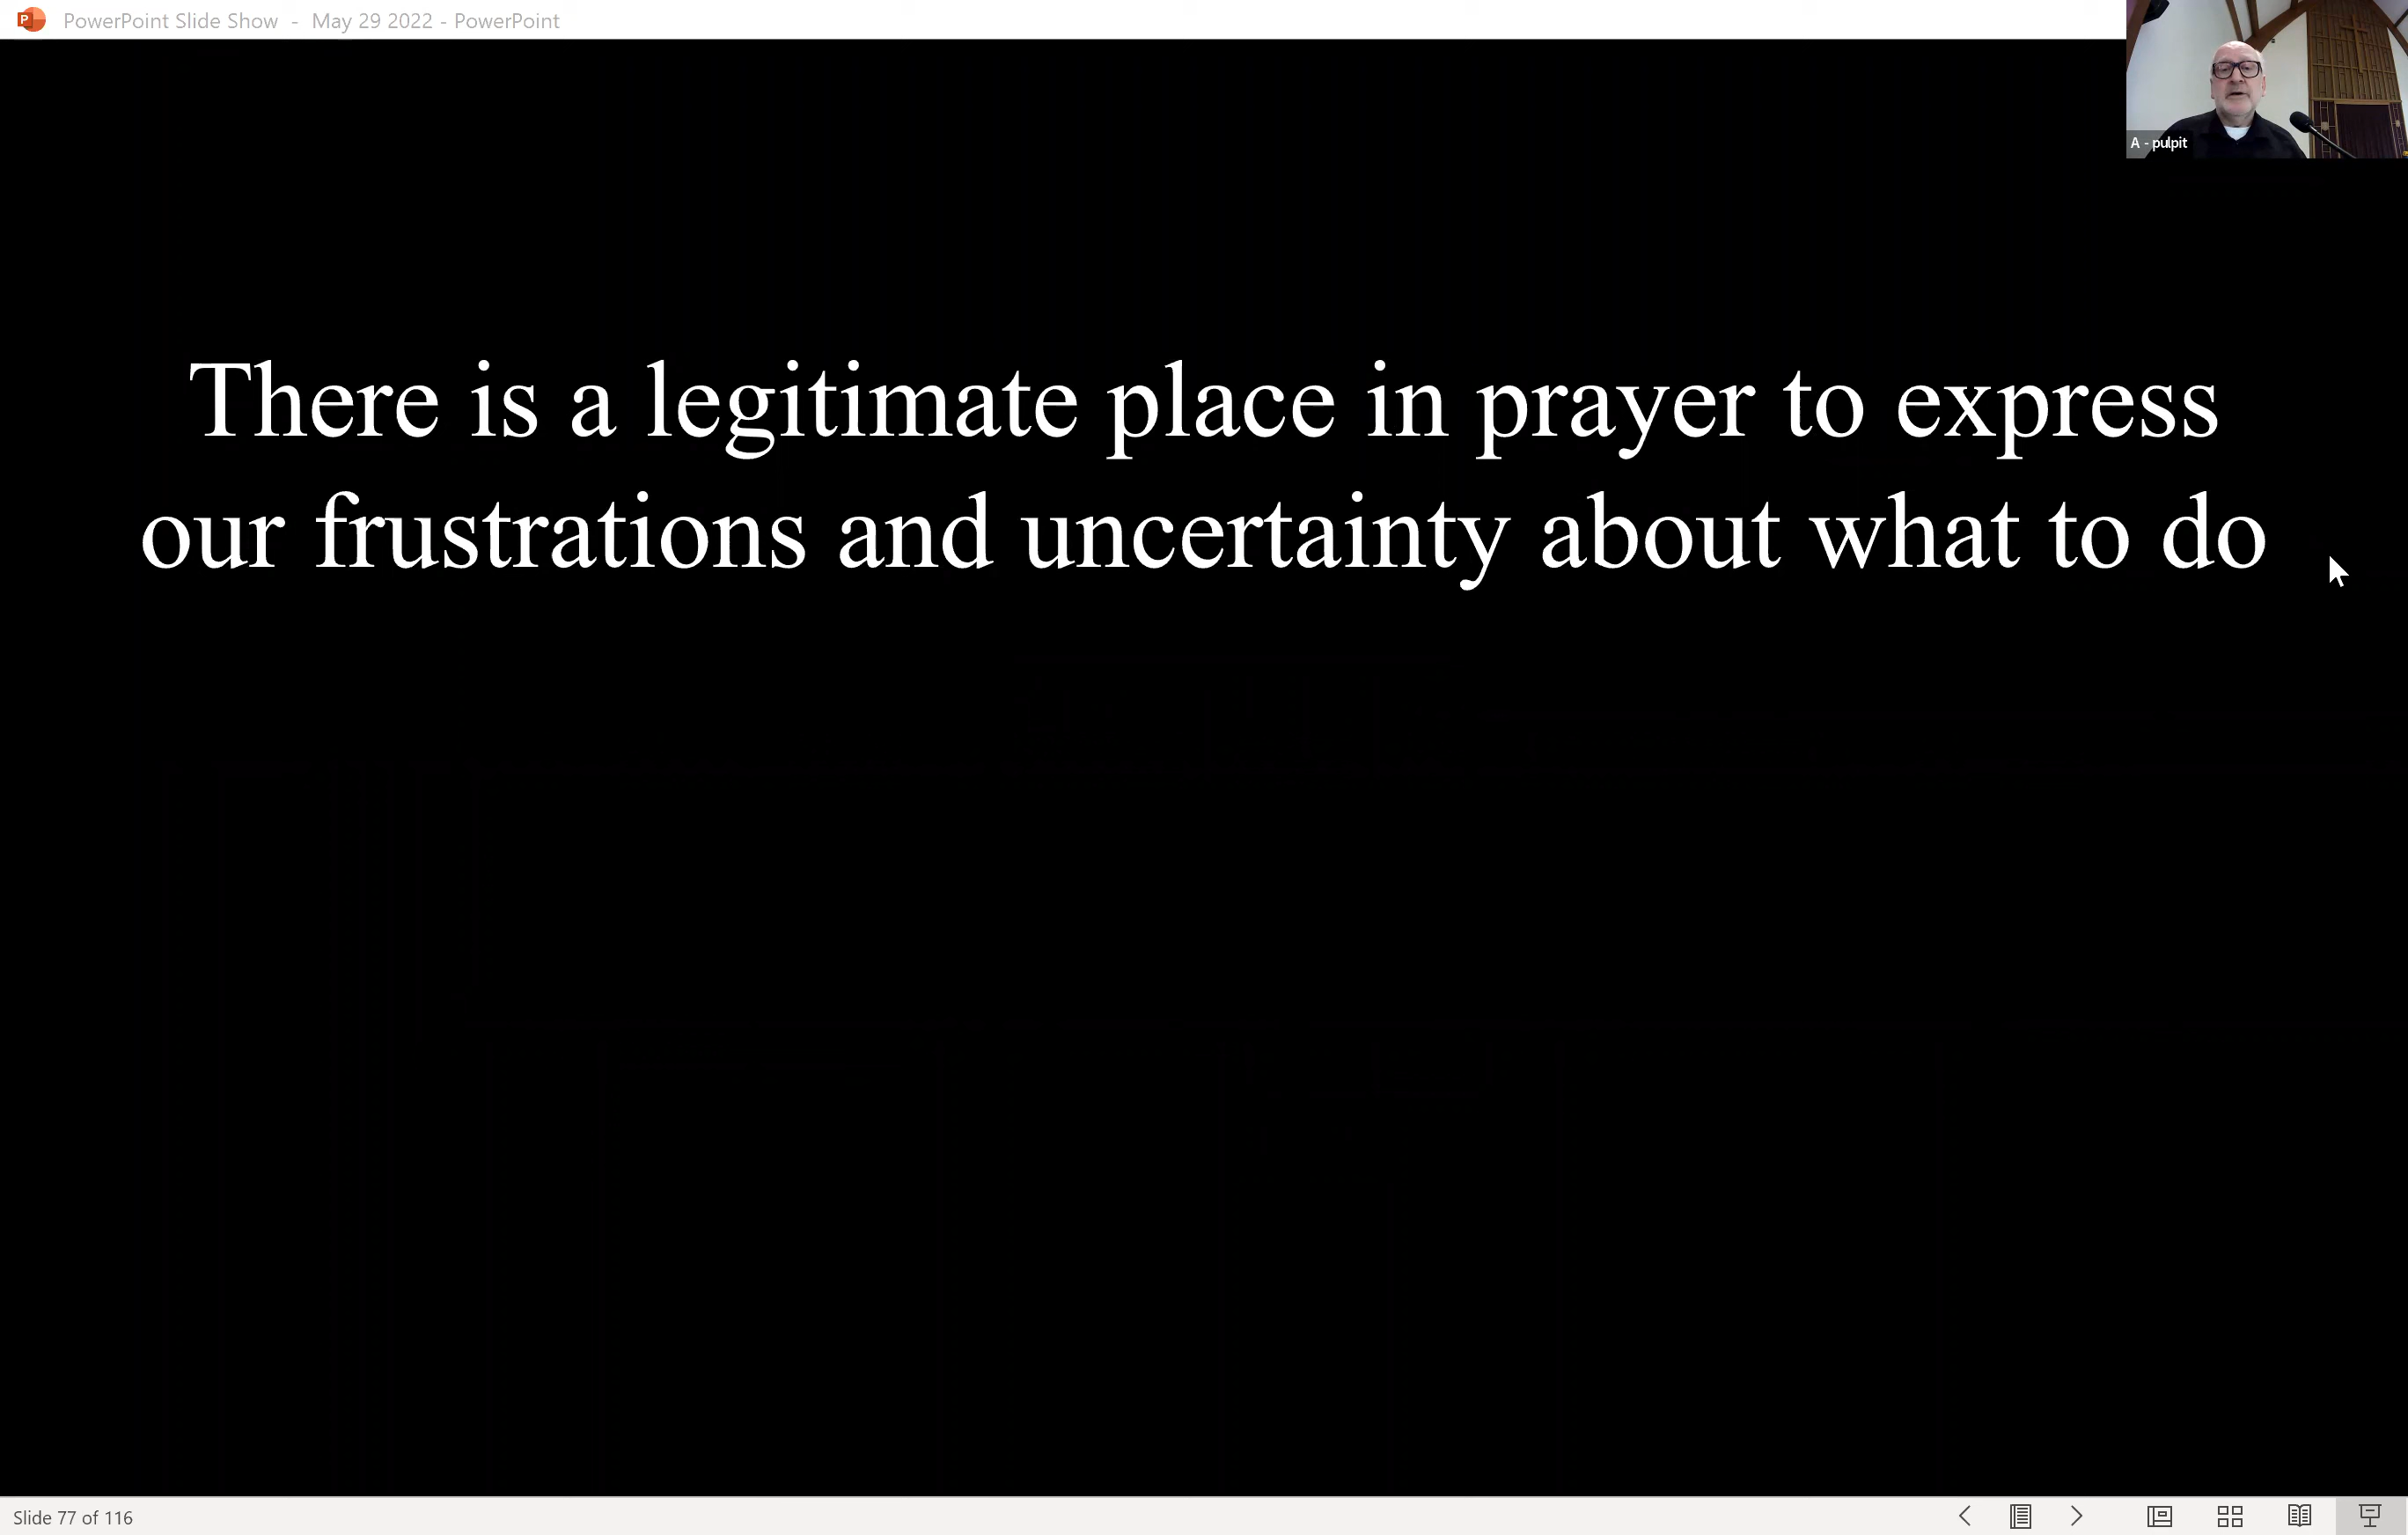 PowerPoint Slide Show - May 29 2022 - PowerPoint
A - pulpit
There is a legitimate place in prayer to express
our frustrations and uncertainty about what to do
Slide 77 of 116